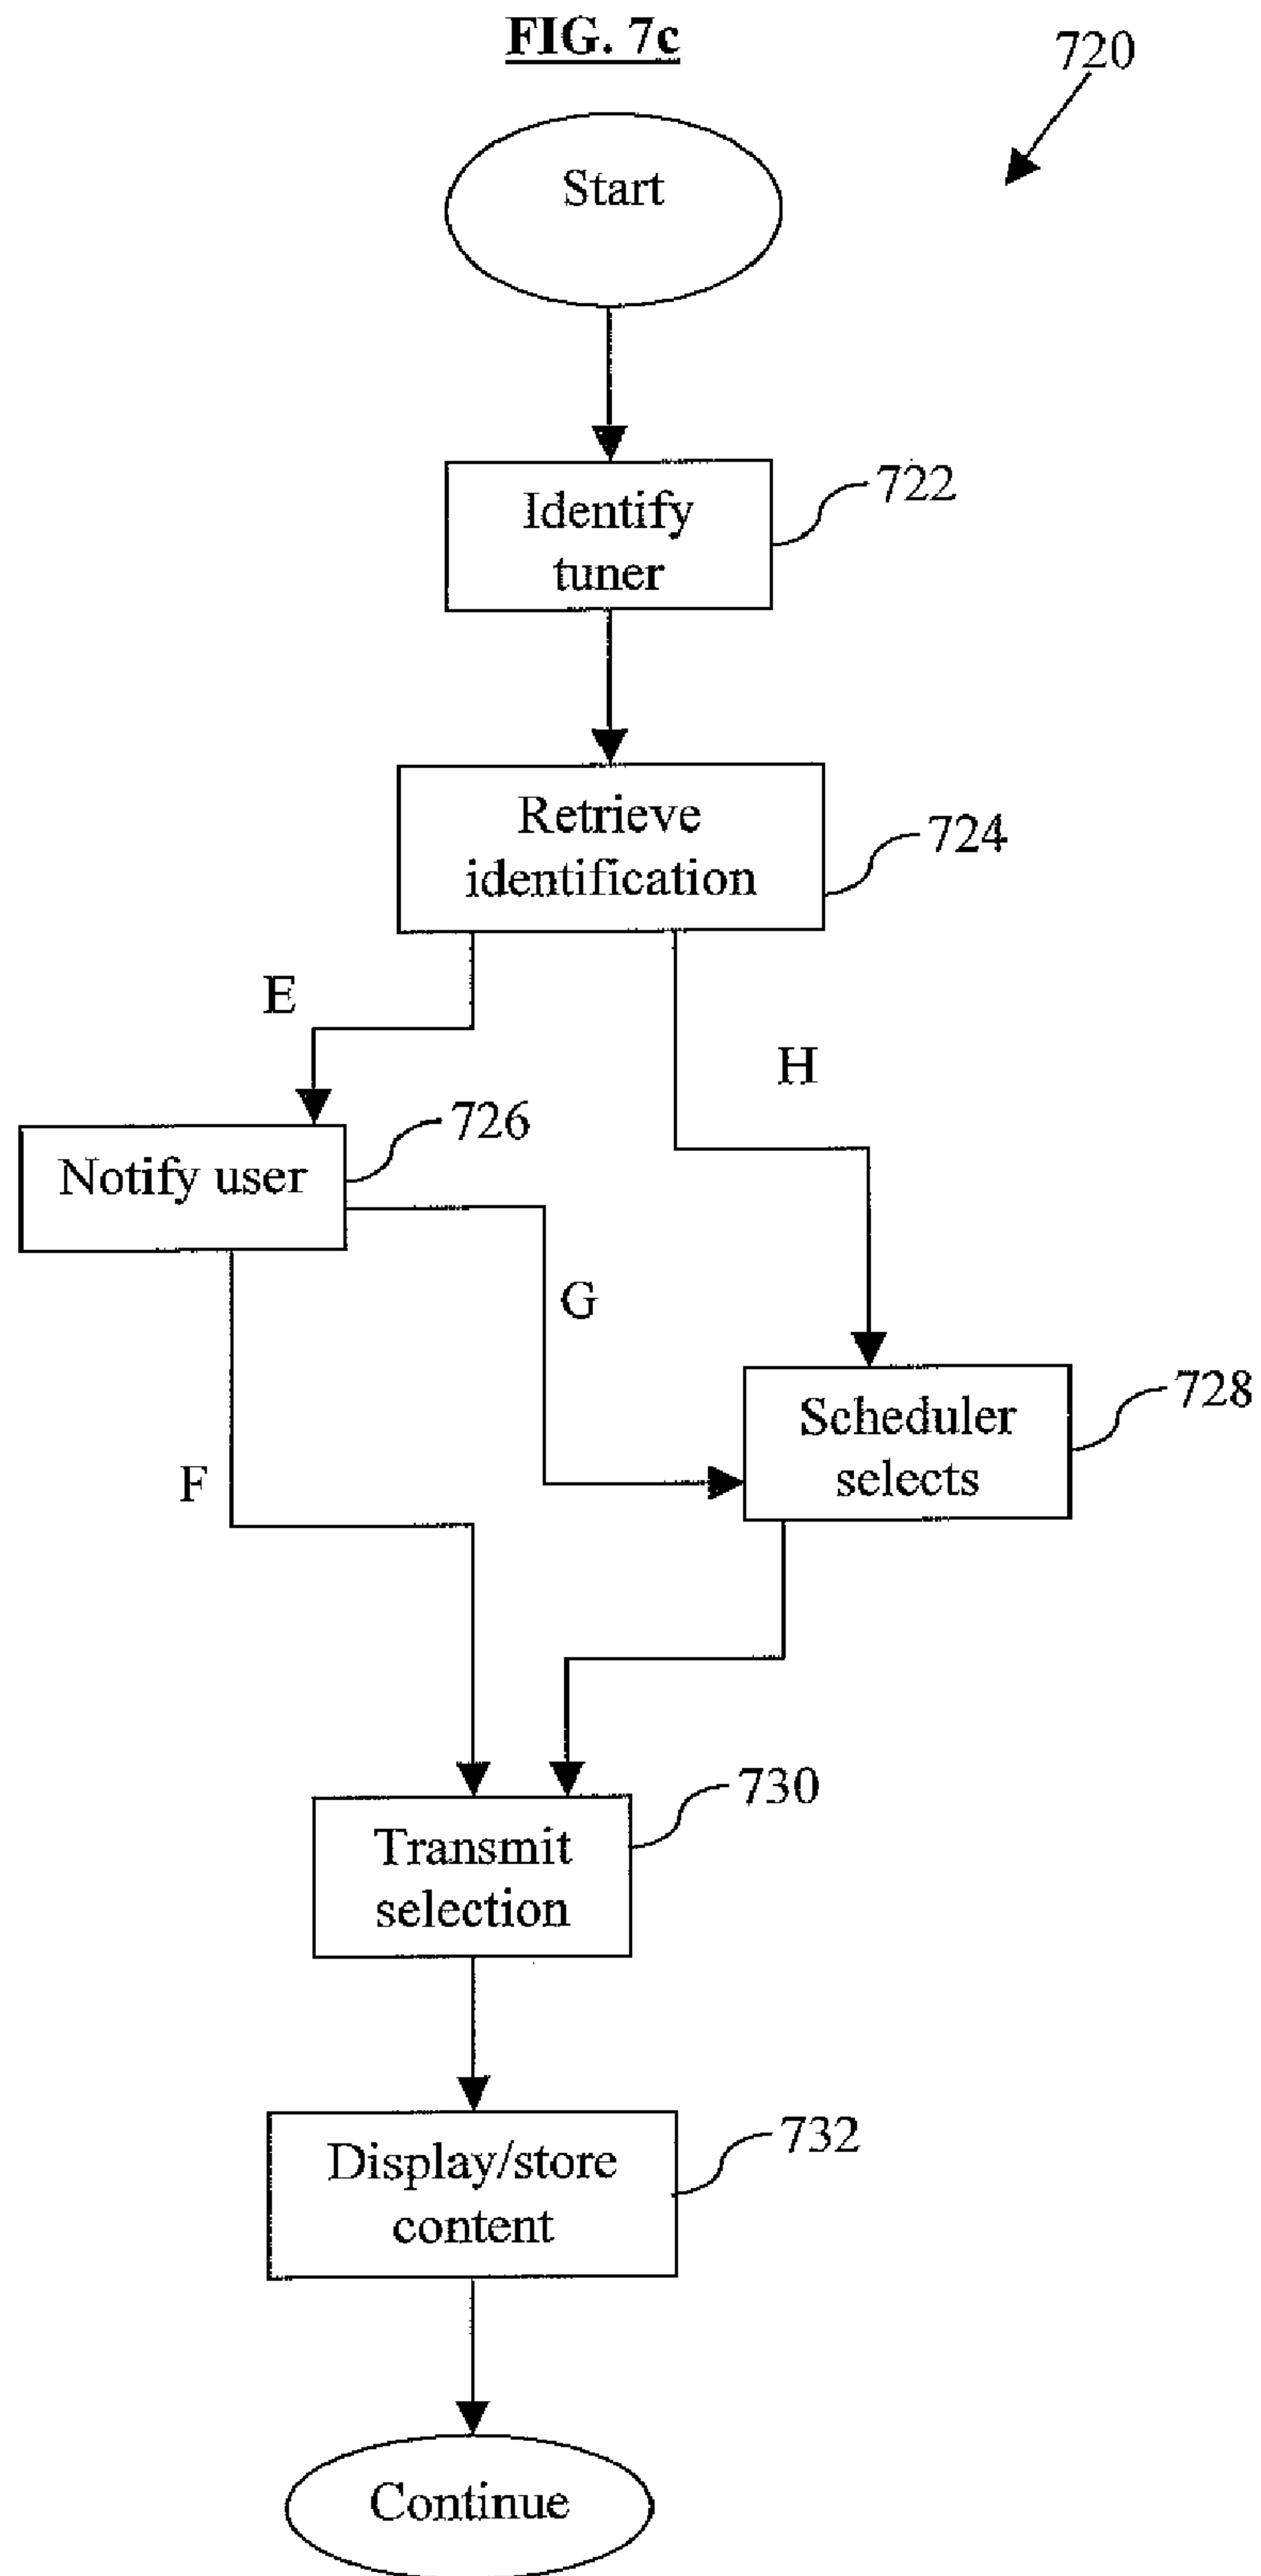 FIG. 7c
720
Start
Identify
tuner
722
Retrieve
identification
724
E
H
Notify user
726
G
Scheduler
selects
728
F
Transmit
selection
730
Display/store
content
732
Continue